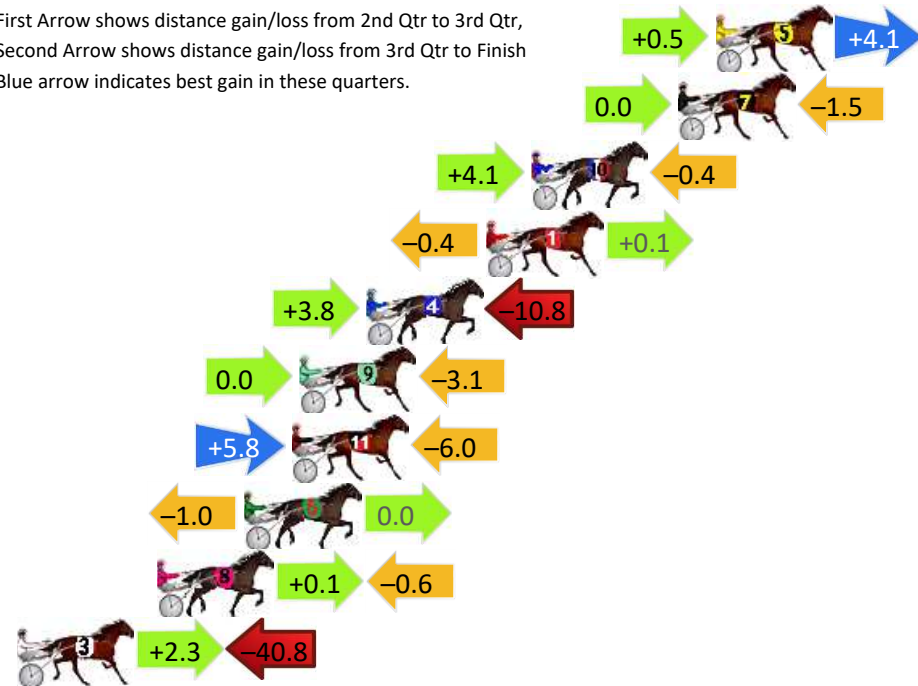 First Arrow shows distance gain/loss from 2nd Qtr to 3rd Qtr,
Second Arrow shows distance gain/loss from 3rd Qtr to Finish
Blue arrow indicates best gain in these quarters.
+0.5 5 +4.1
0.0 7 –1.5
+4.1 10 –0.4
–0.4 1 +0.1
+3.8 4 –10.8
0.0 9 –3.1
+5.8 11 –6.0
–1.0 0.0
8 +0.1 –0.6
3 +2.3 –40.8